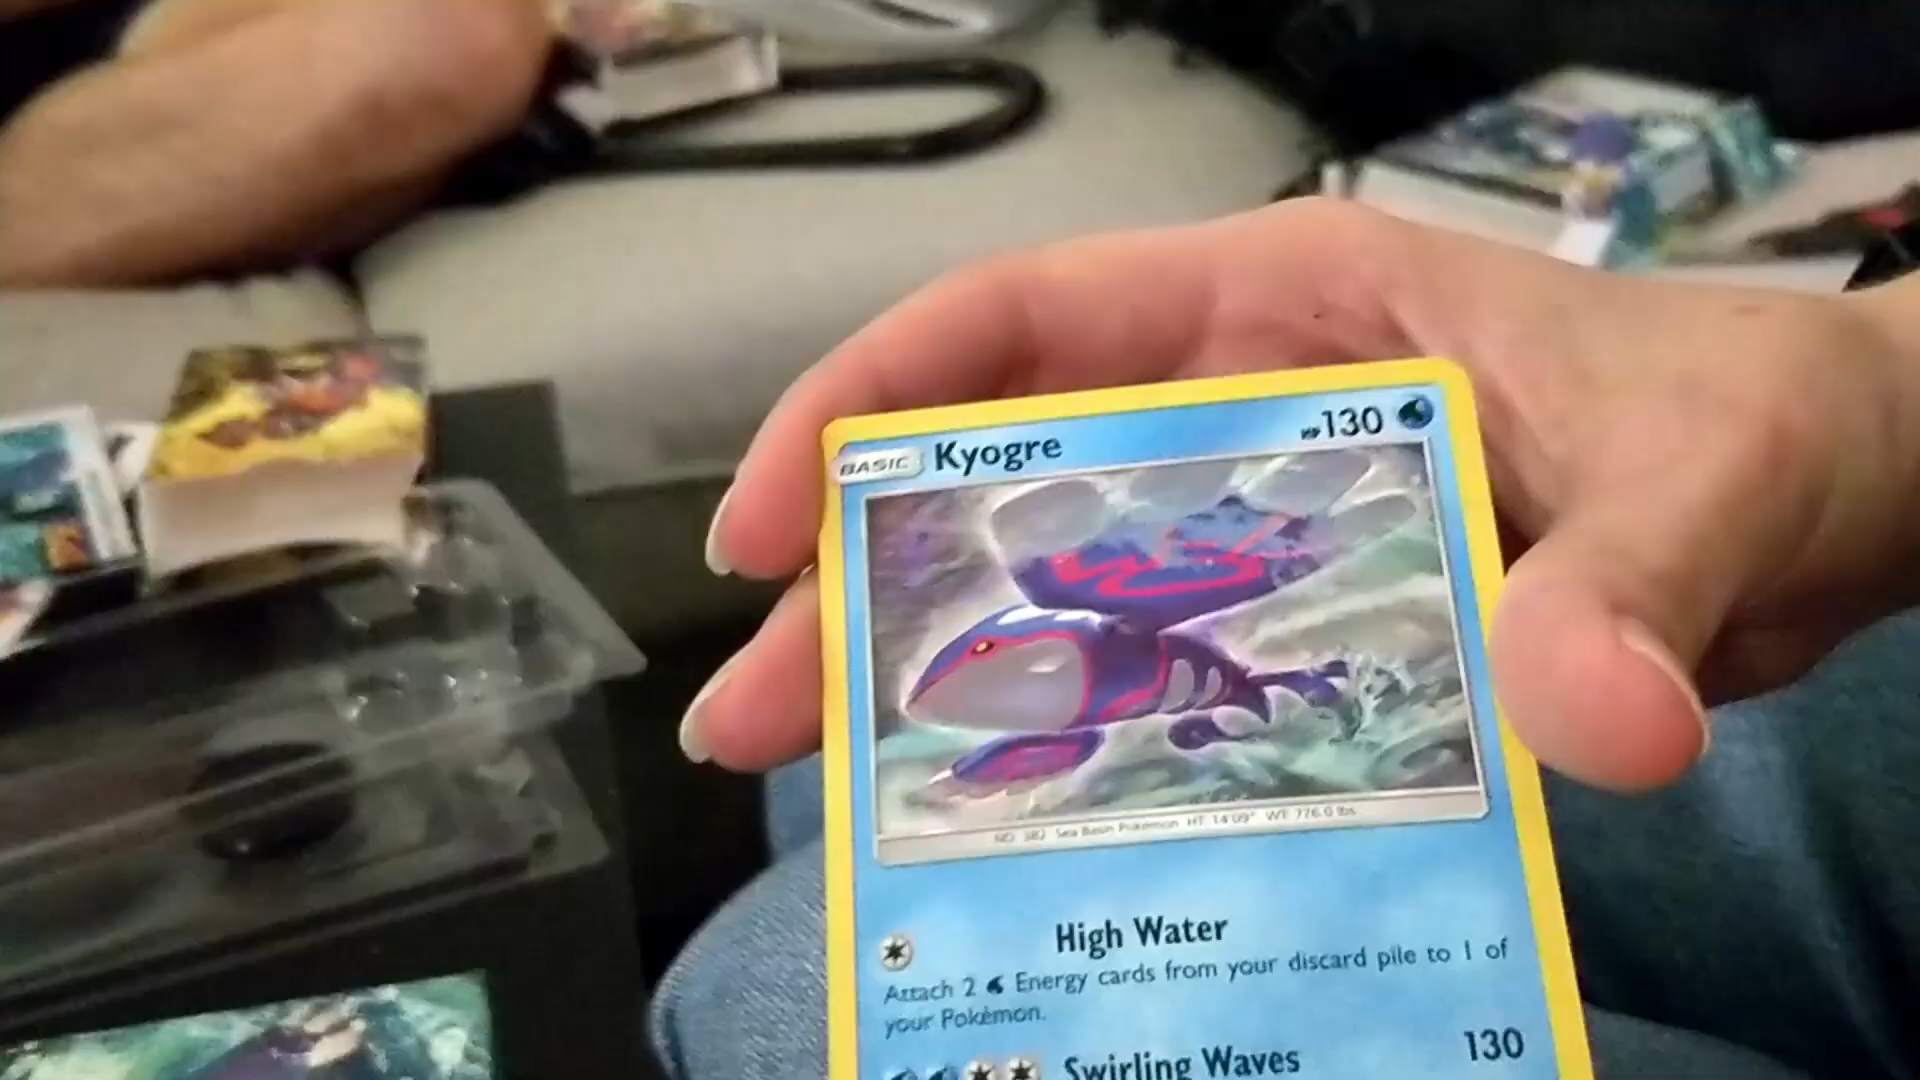 BASIC Kyogre HP 130
NO. 382 Sea Basin Pokémon HT: 14'09" WT: 776.0 lbs.
High Water
Attach 2 Energy cards from your discard pile to 1 of
your Pokémon.
Swirling Waves 130